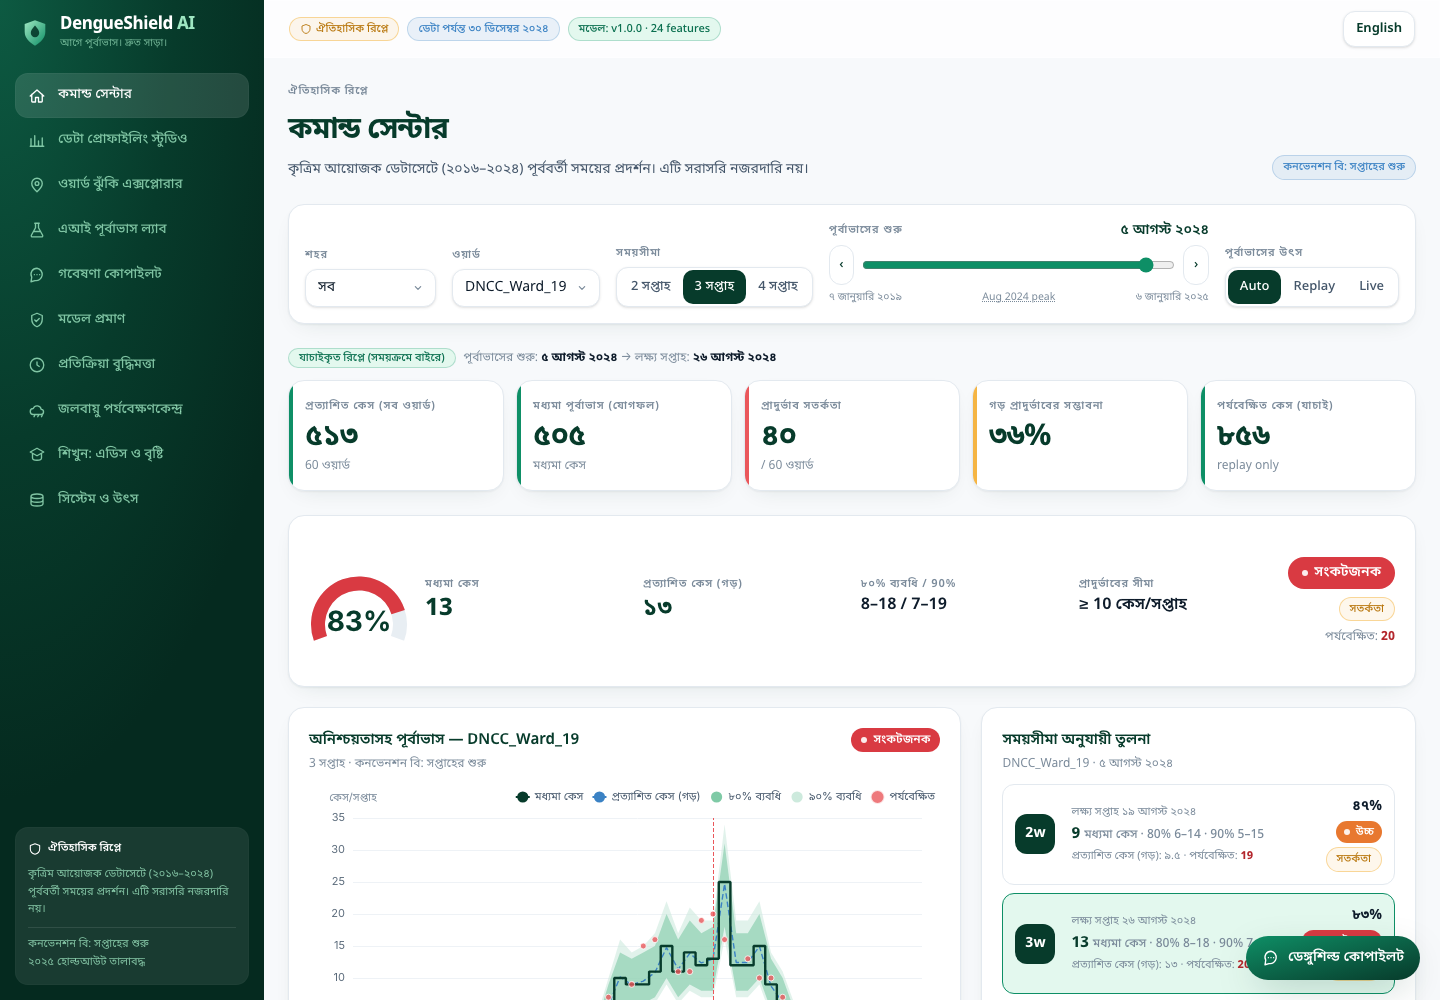 DengueShield AI
আগে পূর্বাভাস। দ্রুত সাড়া।
কমান্ড সেন্টার
ডেটা প্রোফাইলিং স্টুডিও
ওয়ার্ড ঝুঁকি এক্সপ্লোরার
এআই পূর্বাভাস ল্যাব
গবেষণা কোপাইলট
মডেল প্রমাণ
প্রতিক্রিয়া বুদ্ধিমত্তা
জলবায়ু পর্যবেক্ষণকেন্দ্র
শিখুন: এডিস ও বৃষ্টি
সিস্টেম ও উৎস
ঐতিহাসিক রিপ্লে
কৃত্রিম আয়োজক ডেটাসেটে (২০১৬–২০২৪)
পূর্ববর্তী সময়ের প্রদর্শন। এটি সরাসরি নজরদারি
নয়।
কনভেনশন বি: সপ্তাহের শুরু
২০২৫ হোল্ডআউট তালাবদ্ধ
ঐতিহাসিক রিপ্লে
ডেটা পর্যন্ত ৩০ ডিসেম্বর ২০২৪
মডেল: v1.0.0 · 24 features
English
ঐতিহাসিক রিপ্লে
কমান্ড সেন্টার
কৃত্রিম আয়োজক ডেটাসেটে (২০১৬–২০২৪) পূর্ববর্তী সময়ের প্রদর্শন। এটি সরাসরি নজরদারি নয়।
কনভেনশন বি: সপ্তাহের শুরু
শহর
সব
ওয়ার্ড
DNCC_Ward_19
সময়সীমা
2 সপ্তাহ 3 সপ্তাহ 4 সপ্তাহ
পূর্বাভাসের শুরু ৫ আগস্ট ২০২৪
‹ ›
৭ জানুয়ারি ২০১৯ Aug 2024 peak ৬ জানুয়ারি ২০২৫
পূর্বাভাসের উৎস
Auto Replay Live
যাচাইকৃত রিপ্লে (সময়ক্রমে বাইরে) পূর্বাভাসের শুরু: ৫ আগস্ট ২০২৪ → লক্ষ্য সপ্তাহ: ২৬ আগস্ট ২০২৪
প্রত্যাশিত কেস (সব ওয়ার্ড)
৫১৩
60 ওয়ার্ড
মধ্যমা পূর্বাভাস (যোগফল)
৫০৫
মধ্যমা কেস
প্রাদুর্ভাব সতর্কতা
৪০
/ 60 ওয়ার্ড
গড় প্রাদুর্ভাবের সম্ভাবনা
৩৬%
পর্যবেক্ষিত কেস (যাচাই)
৮৫৬
replay only
83%
মধ্যমা কেস
13
প্রত্যাশিত কেস (গড়)
১৩
৮০% ব্যবধি / 90%
8–18 / 7–19
প্রাদুর্ভাবের সীমা
≥ 10 কেস/সপ্তাহ
সংকটজনক
সতর্কতা
পর্যবেক্ষিত: 20
অনিশ্চয়তাসহ পূর্বাভাস — DNCC_Ward_19
সংকটজনক
3 সপ্তাহ · কনভেনশন বি: সপ্তাহের শুরু
কেস/সপ্তাহ
মধ্যমা কেস প্রত্যাশিত কেস (গড়) ৮০% ব্যবধি ৯০% ব্যবধি পর্যবেক্ষিত
35
30
25
20
15
10
সময়সীমা অনুযায়ী তুলনা
DNCC_Ward_19 · ৫ আগস্ট ২০২৪
2w
লক্ষ্য সপ্তাহ ১৯ আগস্ট ২০২৪
9 মধ্যমা কেস · 80% 6–14 · 90% 5–15
প্রত্যাশিত কেস (গড়): ৯.৫ · পর্যবেক্ষিত: 19
৪৭%
উচ্চ
সতর্কতা
3w
লক্ষ্য সপ্তাহ ২৬ আগস্ট ২০২৪
13 মধ্যমা কেস · 80% 8–18 · 90% 7
প্রত্যাশিত কেস (গড়): ১৩ · পর্যবেক্ষিত: 20
৮৩%
ডেঙ্গুশিল্ড কোপাইলট